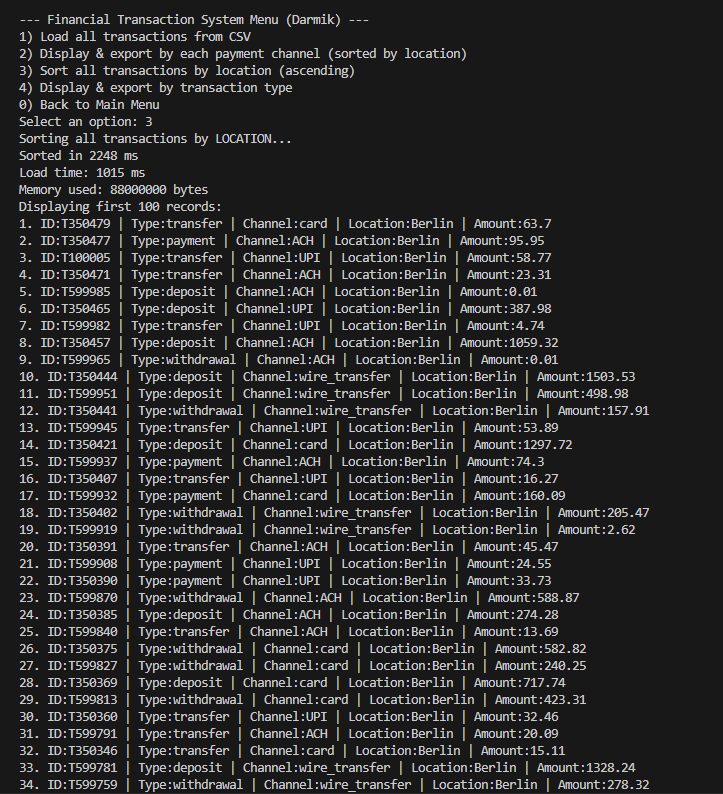 --- Financial Transaction System Menu (Darmik) ---
1) Load all transactions from CSV
2) Display & export by each payment channel (sorted by location)
3) Sort all transactions by location (ascending)
4) Display & export by transaction type
0) Back to Main Menu
Select an option: 3
Sorting all transactions by LOCATION...
Sorted in 2248 ms
Load time: 1015 ms
Memory used: 88000000 bytes
Displaying first 100 records:
1. ID:T350479 | Type:transfer | Channel:card | Location:Berlin | Amount:63.7
2. ID:T350477 | Type:payment | Channel:ACH | Location:Berlin | Amount:95.95
3. ID:T100005 | Type:transfer | Channel:UPI | Location:Berlin | Amount:58.77
4. ID:T350471 | Type:transfer | Channel:ACH | Location:Berlin | Amount:23.31
5. ID:T599985 | Type:deposit | Channel:ACH | Location:Berlin | Amount:0.01
6. ID:T350465 | Type:deposit | Channel:UPI | Location:Berlin | Amount:387.98
7. ID:T599982 | Type:transfer | Channel:UPI | Location:Berlin | Amount:4.74
8. ID:T350457 | Type:deposit | Channel:ACH | Location:Berlin | Amount:1059.32
9. ID:T599965 | Type:withdrawal | Channel:ACH | Location:Berlin | Amount:0.01
10. ID:T350444 | Type:deposit | Channel:wire_transfer | Location:Berlin | Amount:1503.53
11. ID:T599951 | Type:deposit | Channel:wire_transfer | Location:Berlin | Amount:498.98
12. ID:T350441 | Type:withdrawal | Channel:wire_transfer | Location:Berlin | Amount:157.91
13. ID:T599945 | Type:transfer | Channel:UPI | Location:Berlin | Amount:53.89
14. ID:T350421 | Type:deposit | Channel:card | Location:Berlin | Amount:1297.72
15. ID:T599937 | Type:payment | Channel:ACH | Location:Berlin | Amount:74.3
16. ID:T350407 | Type:transfer | Channel:UPI | Location:Berlin | Amount:16.27
17. ID:T599932 | Type:payment | Channel:card | Location:Berlin | Amount:160.09
18. ID:T350402 | Type:withdrawal | Channel:wire_transfer | Location:Berlin | Amount:205.47
19. ID:T599919 | Type:withdrawal | Channel:wire_transfer | Location:Berlin | Amount:2.62
20. ID:T350391 | Type:transfer | Channel:ACH | Location:Berlin | Amount:45.47
21. ID:T599908 | Type:payment | Channel:UPI | Location:Berlin | Amount:24.55
22. ID:T350390 | Type:payment | Channel:UPI | Location:Berlin | Amount:33.73
23. ID:T599870 | Type:withdrawal | Channel:ACH | Location:Berlin | Amount:588.87
24. ID:T350385 | Type:deposit | Channel:ACH | Location:Berlin | Amount:274.28
25. ID:T599840 | Type:transfer | Channel:ACH | Location:Berlin | Amount:13.69
26. ID:T350375 | Type:withdrawal | Channel:card | Location:Berlin | Amount:582.82
27. ID:T599827 | Type:withdrawal | Channel:card | Location:Berlin | Amount:240.25
28. ID:T350369 | Type:deposit | Channel:card | Location:Berlin | Amount:717.74
29. ID:T599813 | Type:withdrawal | Channel:card | Location:Berlin | Amount:423.31
30. ID:T350360 | Type:transfer | Channel:UPI | Location:Berlin | Amount:32.46
31. ID:T599791 | Type:transfer | Channel:ACH | Location:Berlin | Amount:20.09
32. ID:T350346 | Type:transfer | Channel:card | Location:Berlin | Amount:15.11
33. ID:T599781 | Type:deposit | Channel:wire_transfer | Location:Berlin | Amount:1328.24
34. ID:T599759 | Type:withdrawal | Channel:wire_transfer | Location:Berlin | Amount:278.32